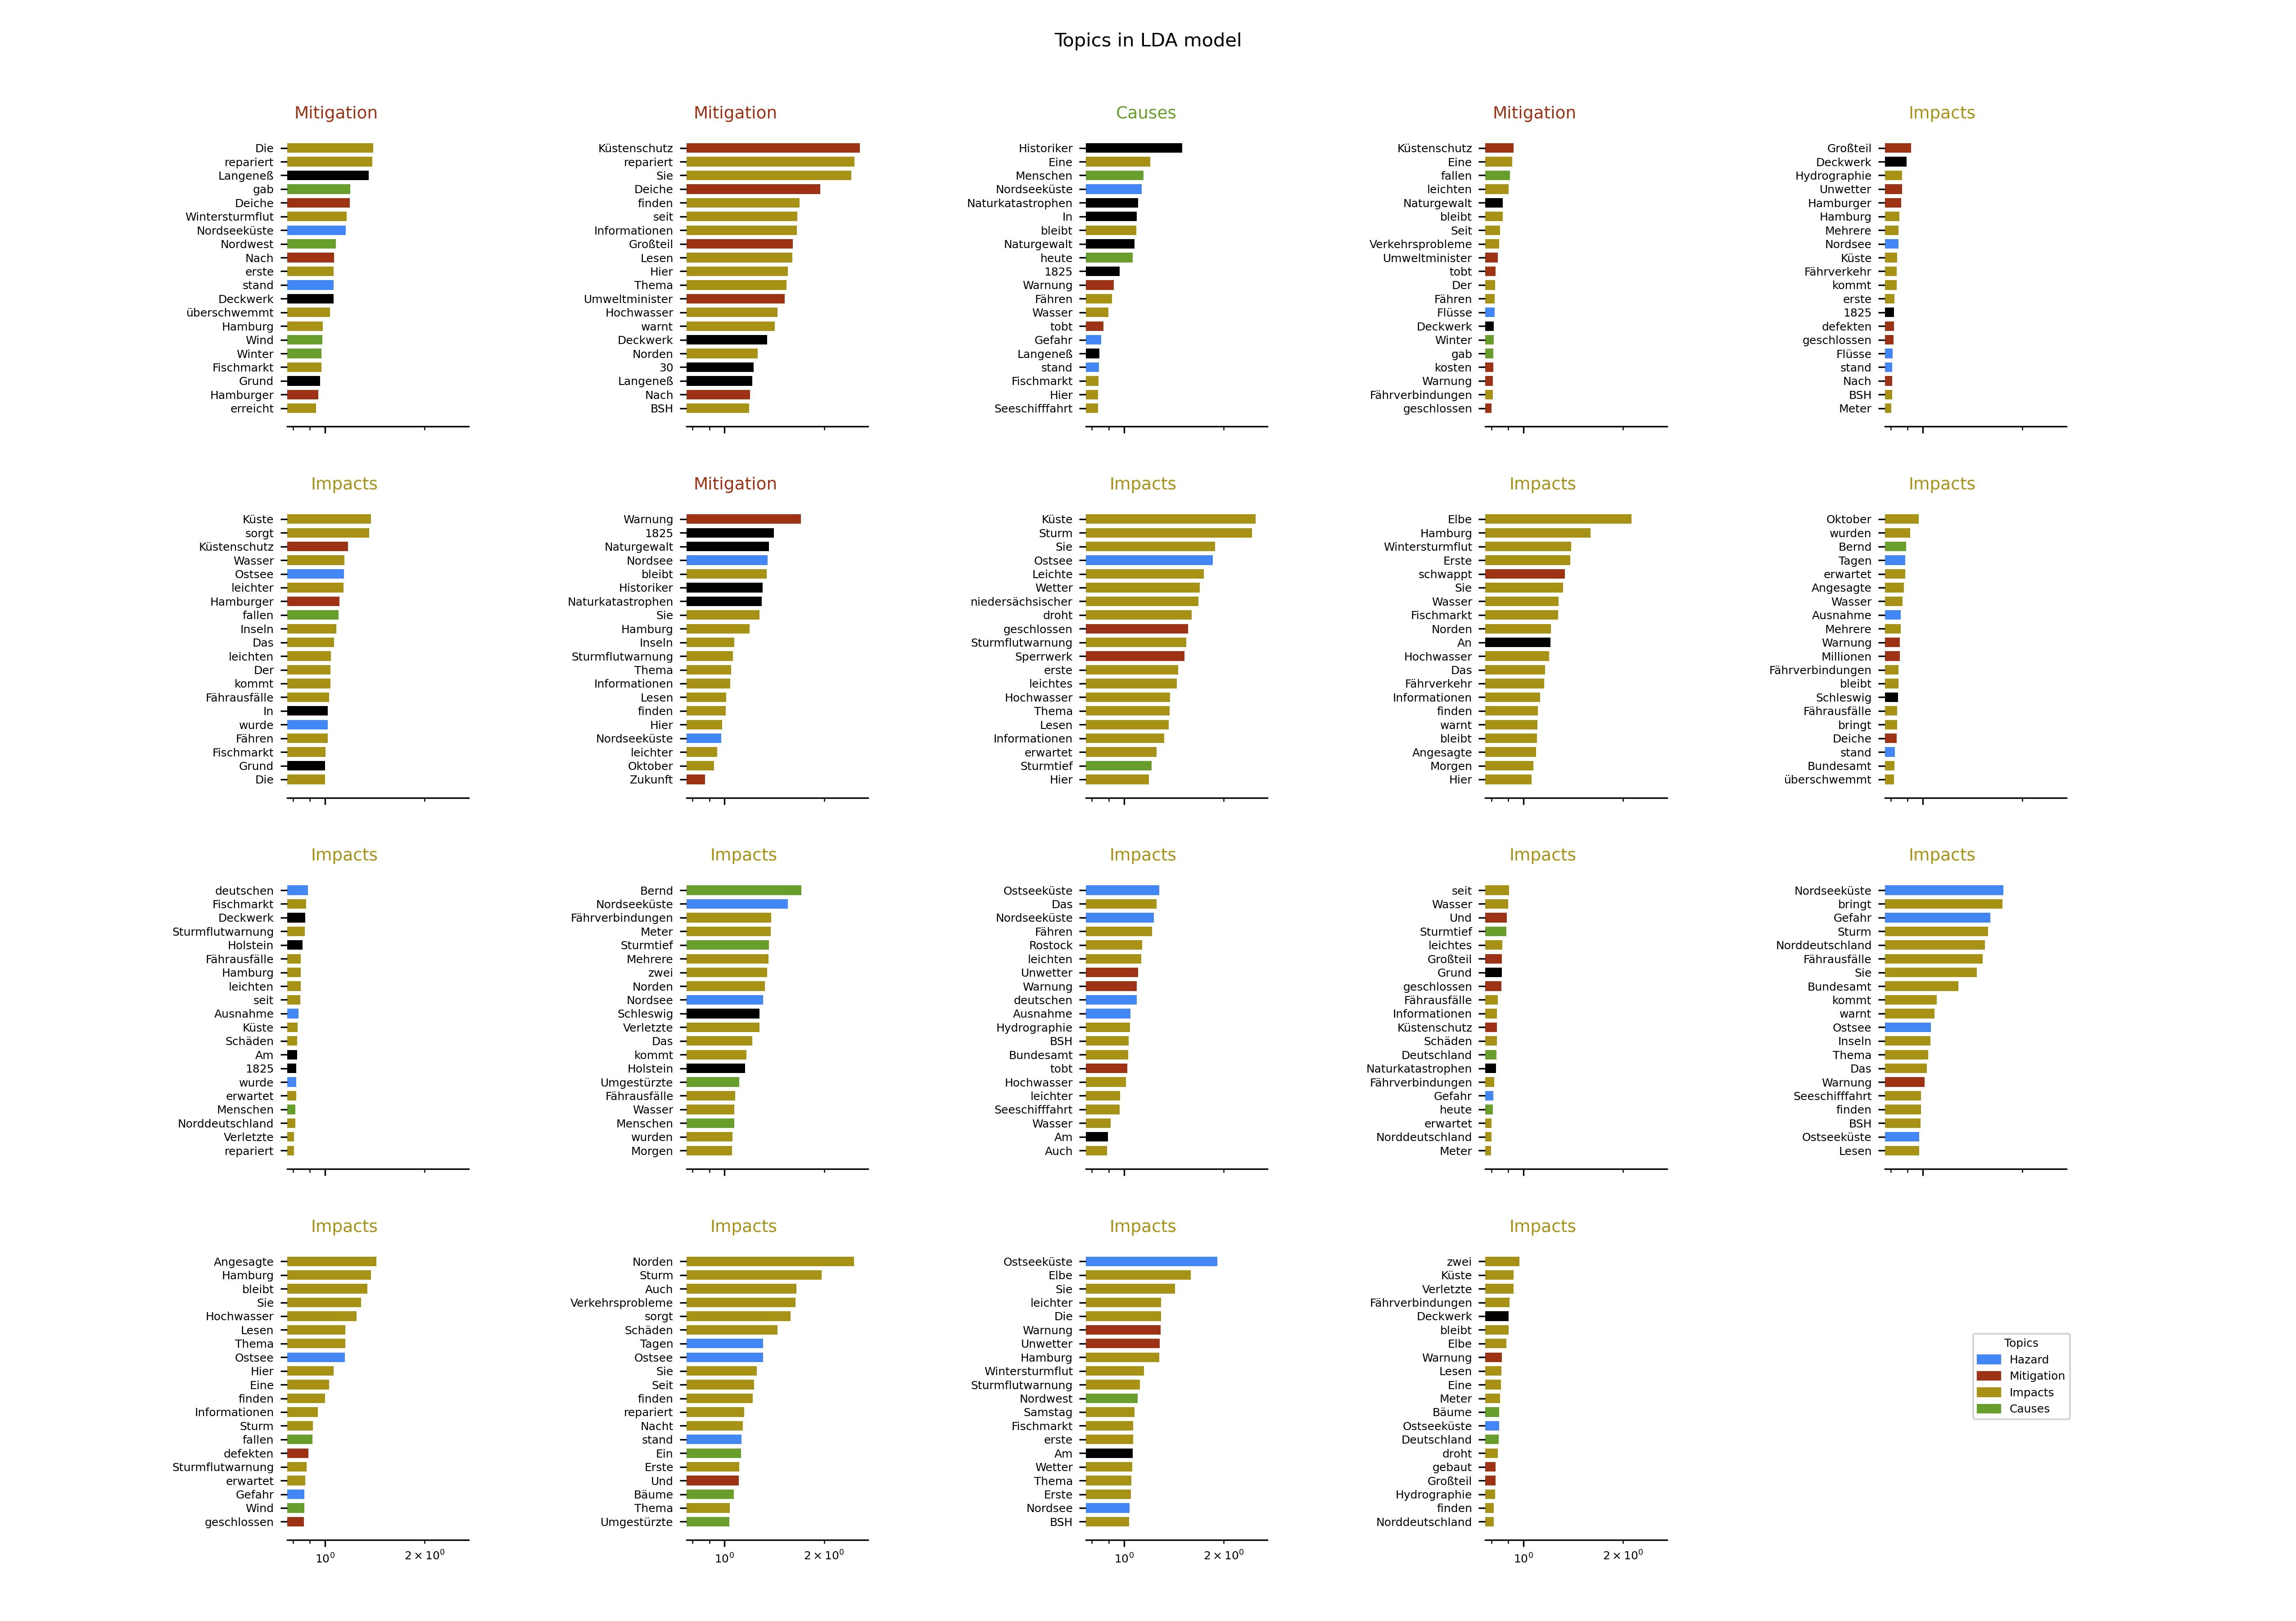 Topics in LDA model
Mitigation
Die
repariert
Langeneß
gab
Deiche
Wintersturmflut
Nordseeküste
Nordwest
Nach
erste
stand
Deckwerk
überschwemmt
Hamburg
Wind
Winter
Fischmarkt
Grund
Hamburger
erreicht
Mitigation
Küstenschutz
repariert
Sie
Deiche
finden
seit
Informationen
Großteil
Lesen
Hier
Thema
Umweltminister
Hochwasser
warnt
Deckwerk
Norden
30
Langeneß
Nach
BSH
Causes
Historiker
Eine
Menschen
Nordseeküste
Naturkatastrophen
In
bleibt
Naturgewalt
heute
1825
Warnung
Fähren
Wasser
tobt
Gefahr
Langeneß
stand
Fischmarkt
Hier
Seeschifffahrt
Mitigation
Küstenschutz
Eine
fallen
leichten
Naturgewalt
bleibt
Seit
Verkehrsprobleme
Umweltminister
tobt
Der
Fähren
Flüsse
Deckwerk
Winter
gab
kosten
Warnung
Fährverbindungen
geschlossen
Impacts
Großteil
Deckwerk
Hydrographie
Unwetter
Hamburger
Hamburg
Mehrere
Nordsee
Küste
Fährverkehr
kommt
erste
1825
defekten
geschlossen
Flüsse
stand
Nach
BSH
Meter
Impacts
Küste
sorgt
Küstenschutz
Wasser
Ostsee
leichter
Hamburger
fallen
Inseln
Das
leichten
Der
kommt
Fährausfälle
In
wurde
Fähren
Fischmarkt
Grund
Die
Mitigation
Warnung
1825
Naturgewalt
Nordsee
bleibt
Historiker
Naturkatastrophen
Sie
Hamburg
Inseln
Sturmflutwarnung
Thema
Informationen
Lesen
finden
Hier
Nordseeküste
leichter
Oktober
Zukunft
Impacts
Küste
Sturm
Sie
Ostsee
Leichte
Wetter
niedersächsischer
droht
geschlossen
Sturmflutwarnung
Sperrwerk
erste
leichtes
Hochwasser
Thema
Lesen
Informationen
erwartet
Sturmtief
Hier
Impacts
Elbe
Hamburg
Wintersturmflut
Erste
schwappt
Sie
Wasser
Fischmarkt
Norden
An
Hochwasser
Das
Fährverkehr
Informationen
finden
warnt
bleibt
Angesagte
Morgen
Hier
Impacts
Oktober
wurden
Bernd
Tagen
erwartet
Angesagte
Wasser
Ausnahme
Mehrere
Warnung
Millionen
Fährverbindungen
bleibt
Schleswig
Fährausfälle
bringt
Deiche
stand
Bundesamt
überschwemmt
Impacts
deutschen
Fischmarkt
Deckwerk
Sturmflutwarnung
Holstein
Fährausfälle
Hamburg
leichten
seit
Ausnahme
Küste
Schäden
Am
1825
wurde
erwartet
Menschen
Norddeutschland
Verletzte
repariert
Impacts
Bernd
Nordseeküste
Fährverbindungen
Meter
Sturmtief
Mehrere
zwei
Norden
Nordsee
Schleswig
Verletzte
Das
kommt
Holstein
Umgestürzte
Fährausfälle
Wasser
Menschen
wurden
Morgen
Impacts
Ostseeküste
Das
Nordseeküste
Fähren
Rostock
leichten
Unwetter
Warnung
deutschen
Ausnahme
Hydrographie
BSH
Bundesamt
tobt
Hochwasser
leichter
Seeschifffahrt
Wasser
Am
Auch
Impacts
seit
Wasser
Und
Sturmtief
leichtes
Großteil
Grund
geschlossen
Fährausfälle
Informationen
Küstenschutz
Schäden
Deutschland
Naturkatastrophen
Fährverbindungen
Gefahr
heute
erwartet
Norddeutschland
Meter
Impacts
Nordseeküste
bringt
Gefahr
Sturm
Norddeutschland
Fährausfälle
Sie
Bundesamt
kommt
warnt
Ostsee
Inseln
Thema
Das
Warnung
Seeschifffahrt
finden
BSH
Ostseeküste
Lesen
Impacts
Angesagte
Hamburg
bleibt
Sie
Hochwasser
Lesen
Thema
Ostsee
Hier
Eine
finden
Informationen
Sturm
fallen
defekten
Sturmflutwarnung
erwartet
Gefahr
Wind
geschlossen
10⁰ 2 × 10⁰
Impacts
Norden
Sturm
Auch
Verkehrsprobleme
sorgt
Schäden
Tagen
Ostsee
Sie
Seit
finden
repariert
Nacht
stand
Ein
Erste
Und
Bäume
Thema
Umgestürzte
10⁰ 2 × 10⁰
Impacts
Ostseeküste
Elbe
Sie
leichter
Die
Warnung
Unwetter
Hamburg
Wintersturmflut
Sturmflutwarnung
Nordwest
Samstag
Fischmarkt
erste
Am
Wetter
Thema
Erste
Nordsee
BSH
10⁰ 2 × 10⁰
Impacts
zwei
Küste
Verletzte
Fährverbindungen
Deckwerk
bleibt
Elbe
Warnung
Lesen
Eine
Meter
Bäume
Ostseeküste
Deutschland
droht
gebaut
Großteil
Hydrographie
finden
Norddeutschland
10⁰ 2 × 10⁰
Topics
Hazard
Mitigation
Impacts
Causes